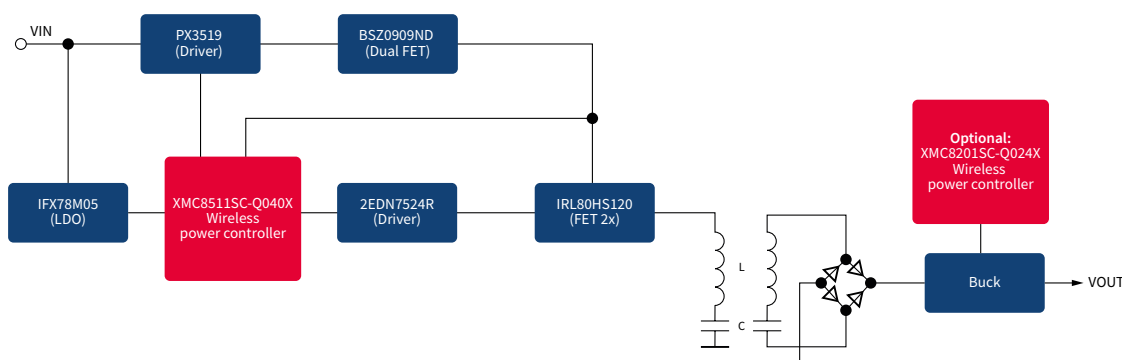 VIN
PX3519
(Driver)
BSZ0909ND
(Dual FET)
IFX78M05
(LDO)
XMC8511SC-Q040X
Wireless
power controller
2EDN7524R
(Driver)
IRL80HS120
(FET 2x)
L
C
Optional:
XMC8201SC-Q024X
Wireless
power controller
Buck
VOUT